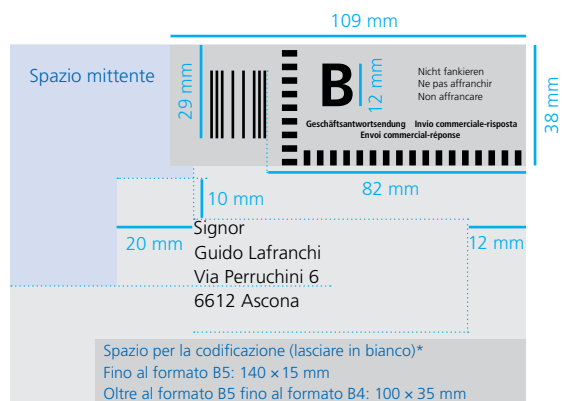 109 mm
Spazio mittente
29 mm
B
12 mm
Nicht fankieren
Ne pas affranchir
Non affrancare
38 mm
Geschäftsantwortsendung Invio commerciale-risposta
Envoi commercial-réponse
82 mm
10 mm
20 mm
12 mm
Signor
Guido Lafranchi
Via Perruchini 6
6612 Ascona
Spazio per la codificazione (lasciare in bianco)*
Fino al formato B5: 140 × 15 mm
Oltre al formato B5 fino al formato B4: 100 × 35 mm